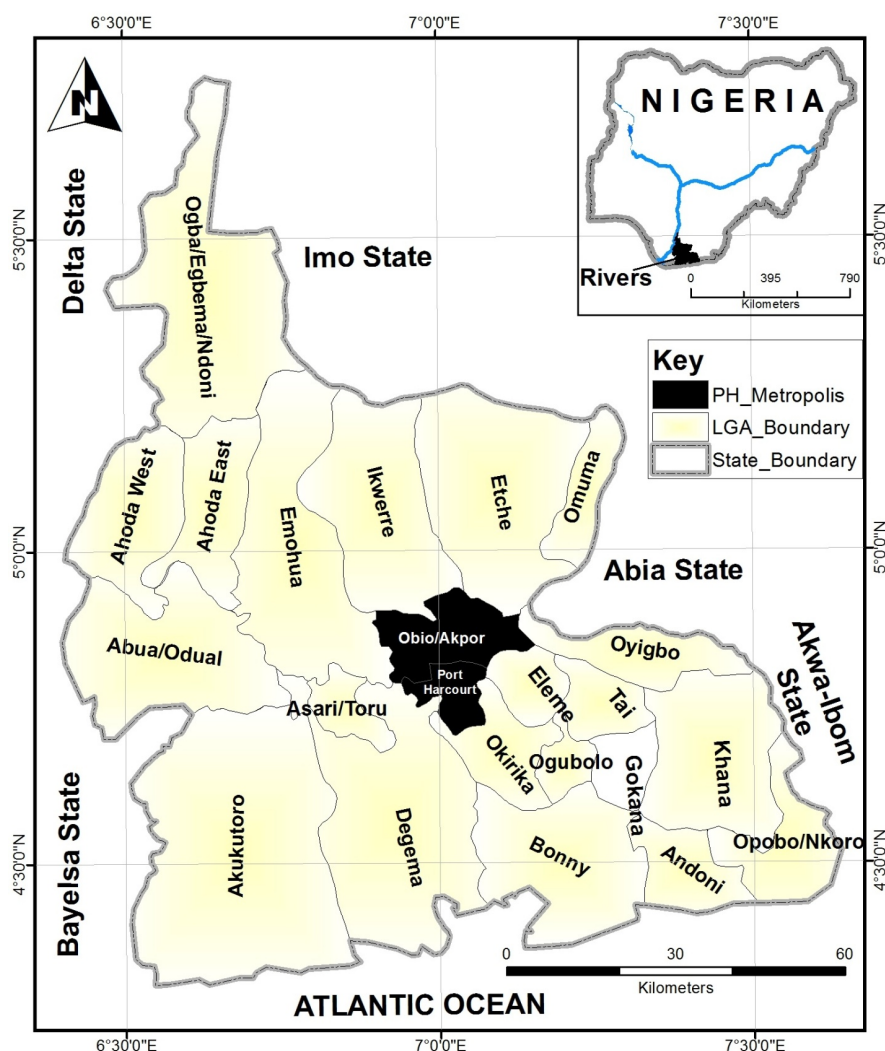 6°30'0"E
7°0'0"E
7°30'0"E
N
NIGERIA
Rivers
0 395 790
Kilometers
5°30'0"N
5°30'0"N
Delta State
Imo State
Ogba/Egbema/Ndoni
Key
PH_Metropolis
LGA_Boundary
State_Boundary
Ahoda West
Ahoda East
Emohua
Ikwerre
Etche
Omuma
5°0'0"N
5°0'0"N
Abia State
Obio/Akpor
Port
Harcourt
Abua/Odual
Asari/Toru
Eleme
Oyigbo
Tai
Akwa-Ibom
State
Okirika
Ogubolo
Gokana
Khana
Bayelsa State
Akukutoro
Degema
Bonny
Andoni
Opobo/Nkoro
4°30'0"N
4°30'0"N
0 30 60
Kilometers
ATLANTIC OCEAN
6°30'0"E
7°0'0"E
7°30'0"E